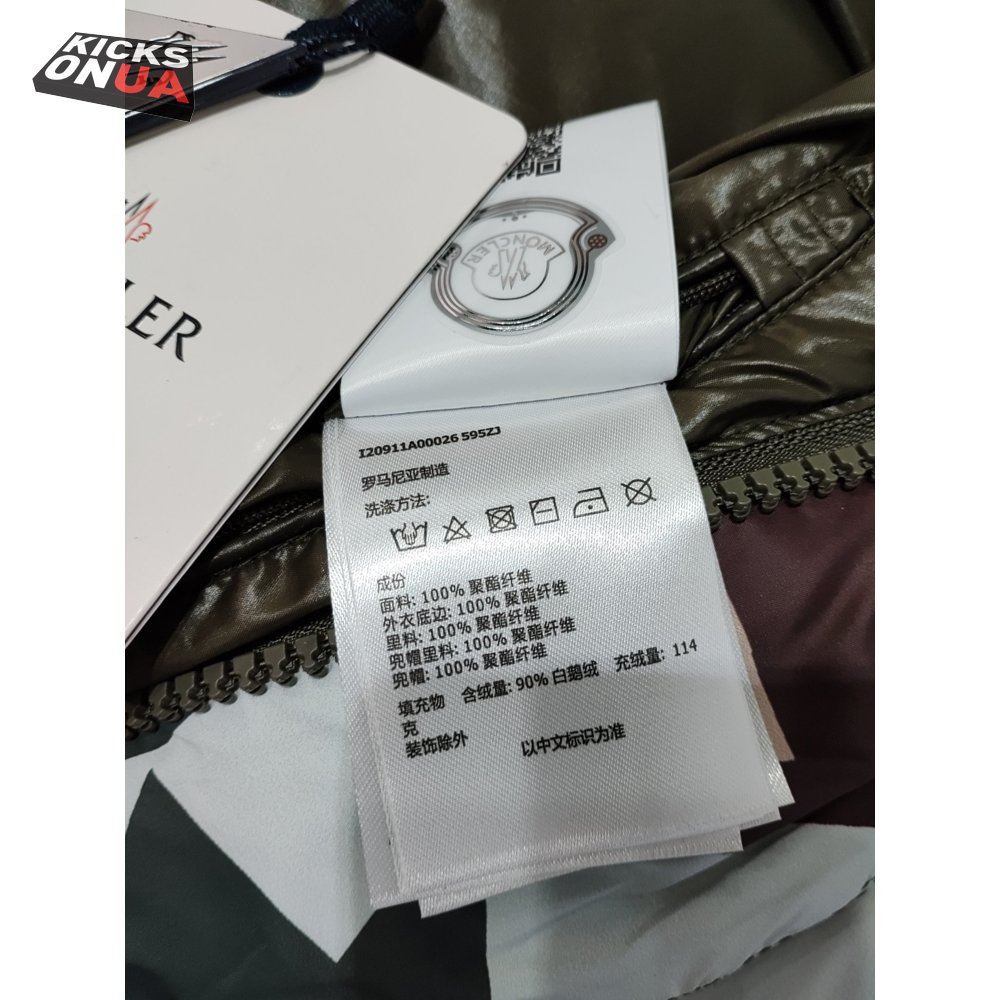 KICKS
ONUA
LER
MONCLER
I20911A00026 595ZJ
罗马尼亚制造
洗涤方法:
成份
面料: 100% 聚酯纤维
外衣底边: 100% 聚酯纤维
里料: 100% 聚酯纤维
兜帽里料: 100% 聚酯纤维
兜帽: 100% 聚酯纤维
填充物 含绒量: 90% 白鹅绒 充绒量: 114
克
装饰除外 以中文标识为准